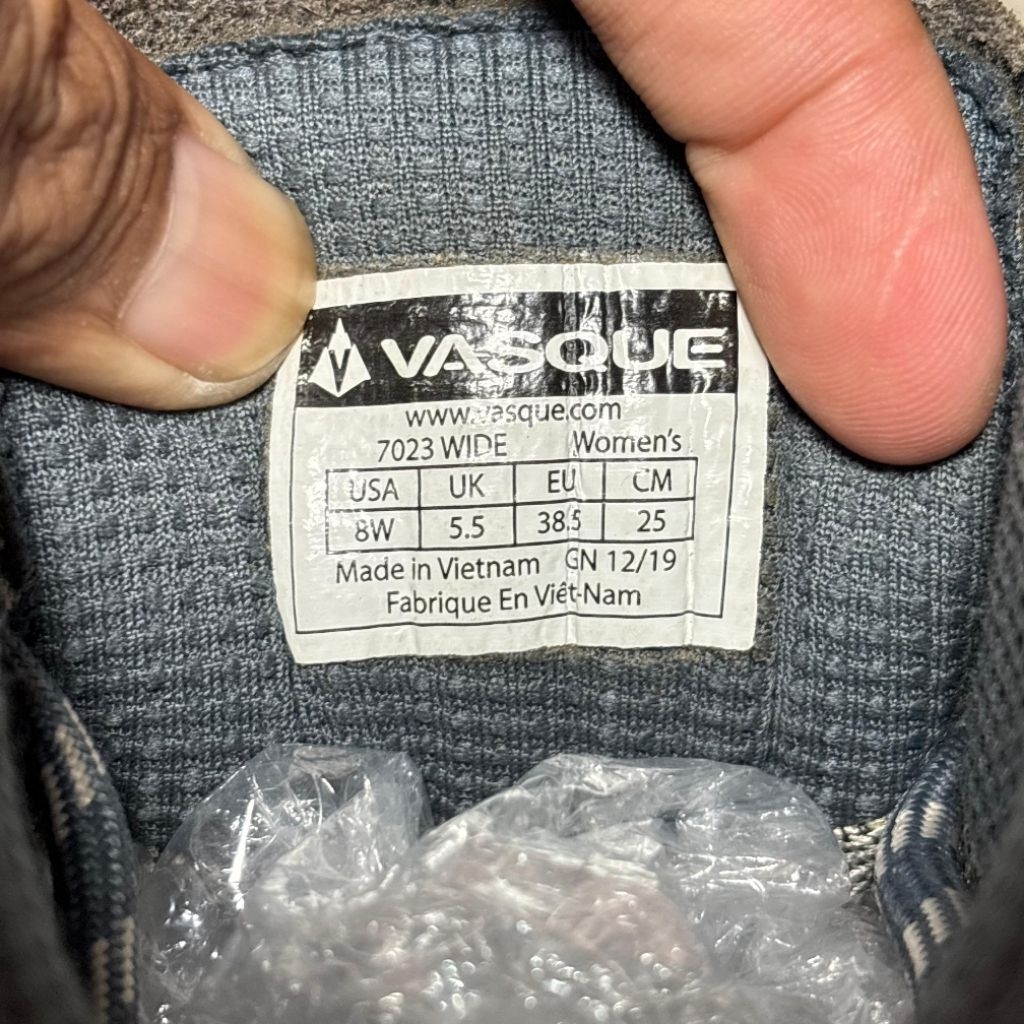 VASQUE
www.vasque.com
7023 WIDE Women's
USA UK EU CM
8W 5.5 38.5 25
Made in Vietnam GN 12/19
Fabrique En Viêt-Nam